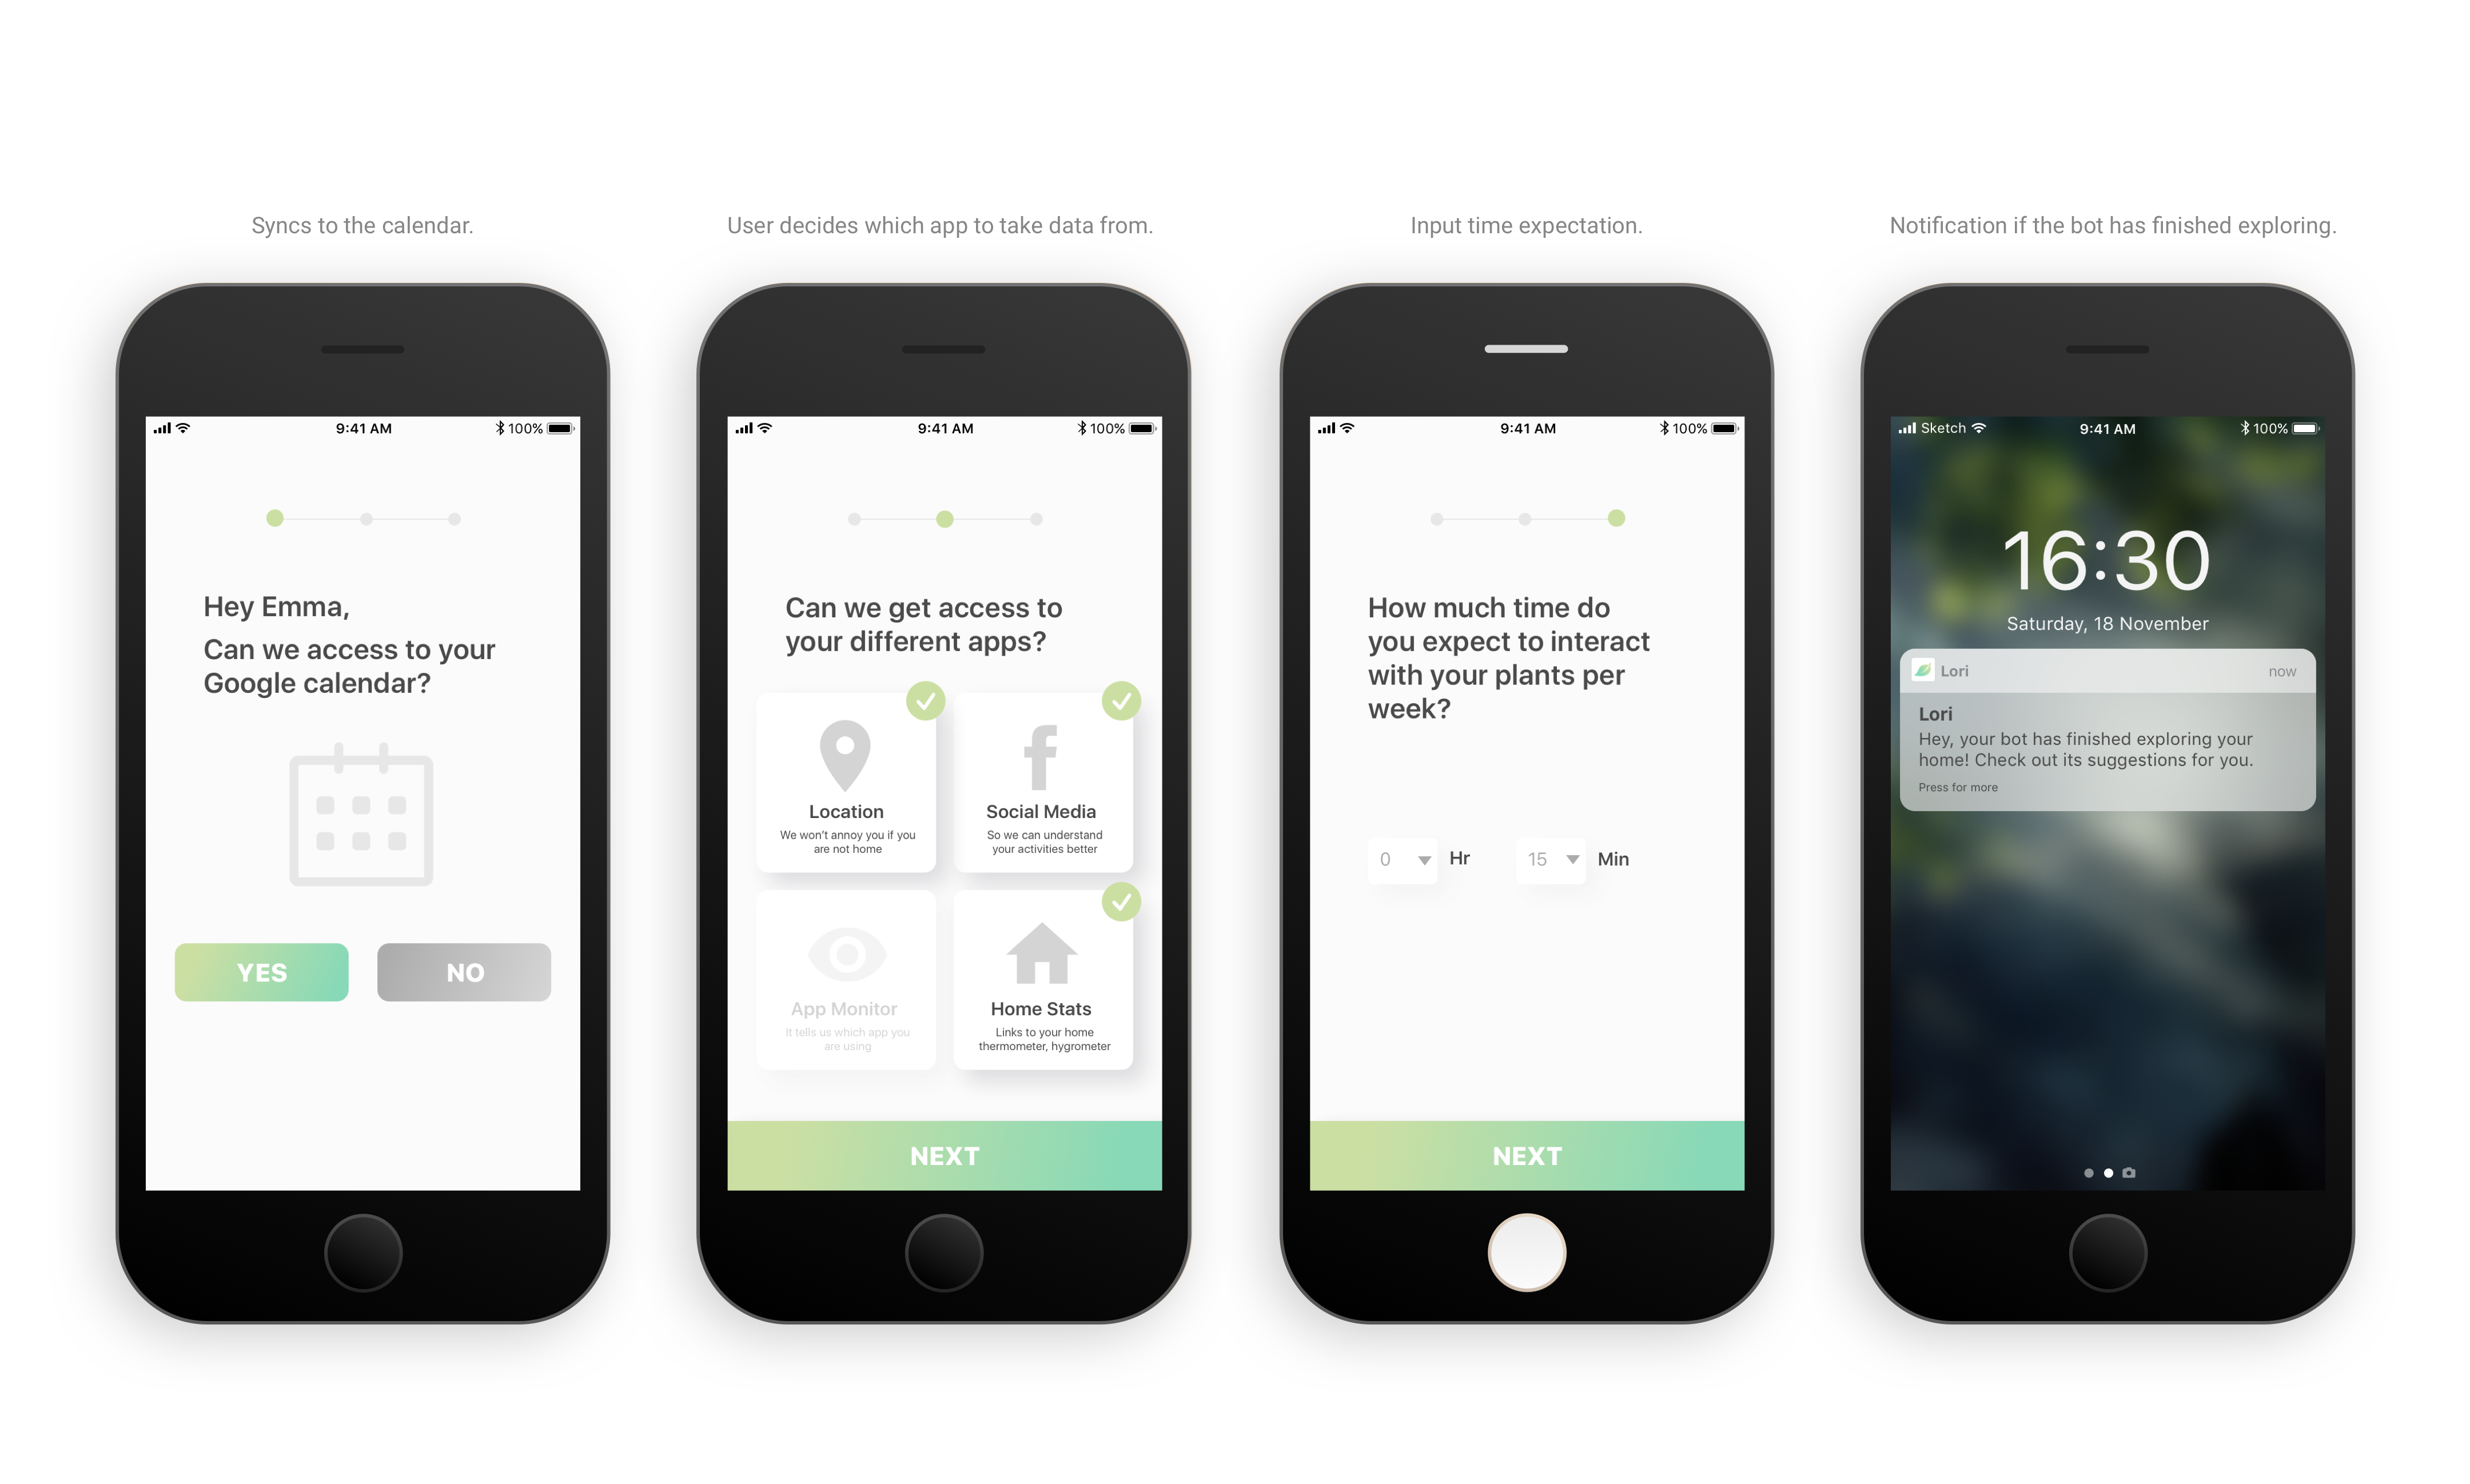 Syncs to the calendar.
9:41 AM
100%
Hey Emma,
Can we access to your
Google calendar?
YES
NO
User decides which app to take data from.
9:41 AM
100%
Can we get access to
your different apps?
Location
We won't annoy you if you
are not home
Social Media
So we can understand
your activities better
App Monitor
It tells us which app you
are using
Home Stats
Links to your home
thermometer, hygrometer
NEXT
Input time expectation.
9:41 AM
100%
How much time do
you expect to interact
with your plants per
week?
0 Hr 15 Min
NEXT
Notification if the bot has finished exploring.
Sketch 9:41 AM 100%
16:30
Saturday, 18 November
Lori now
Lori
Hey, your bot has finished exploring your
home! Check out its suggestions for you.
Press for more